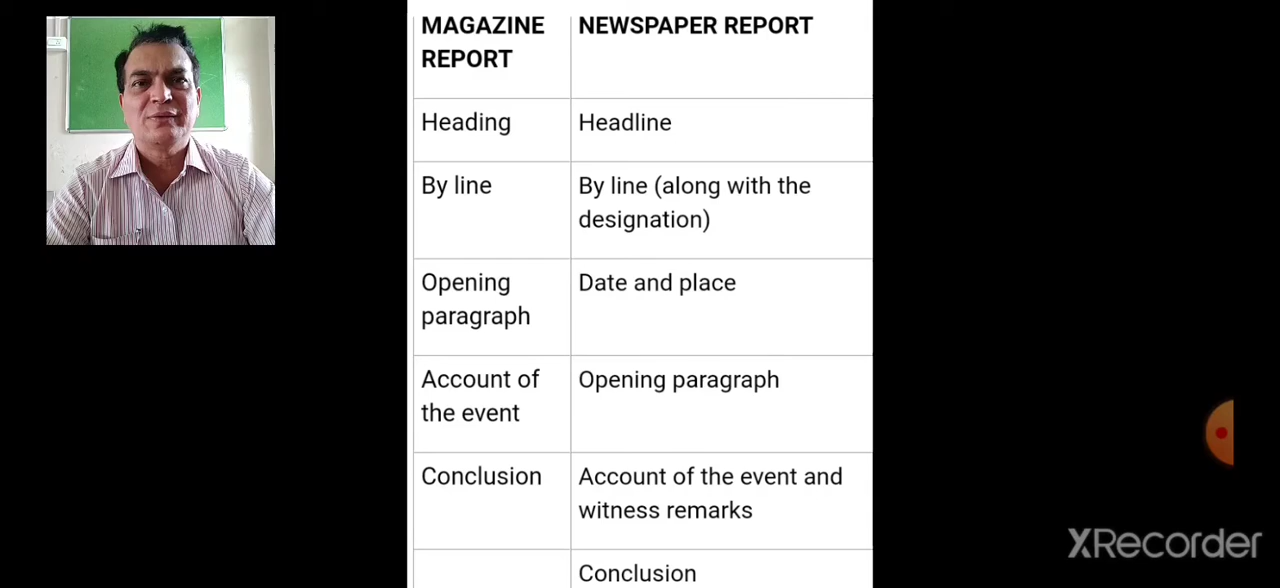 MAGAZINE REPORT
NEWSPAPER REPORT
Heading
Headline
By line
By line (along with the
designation)
Opening
paragraph
Date and place
Account of
the event
Opening paragraph
Conclusion
Account of the event and
witness remarks
Conclusion
XRecorder